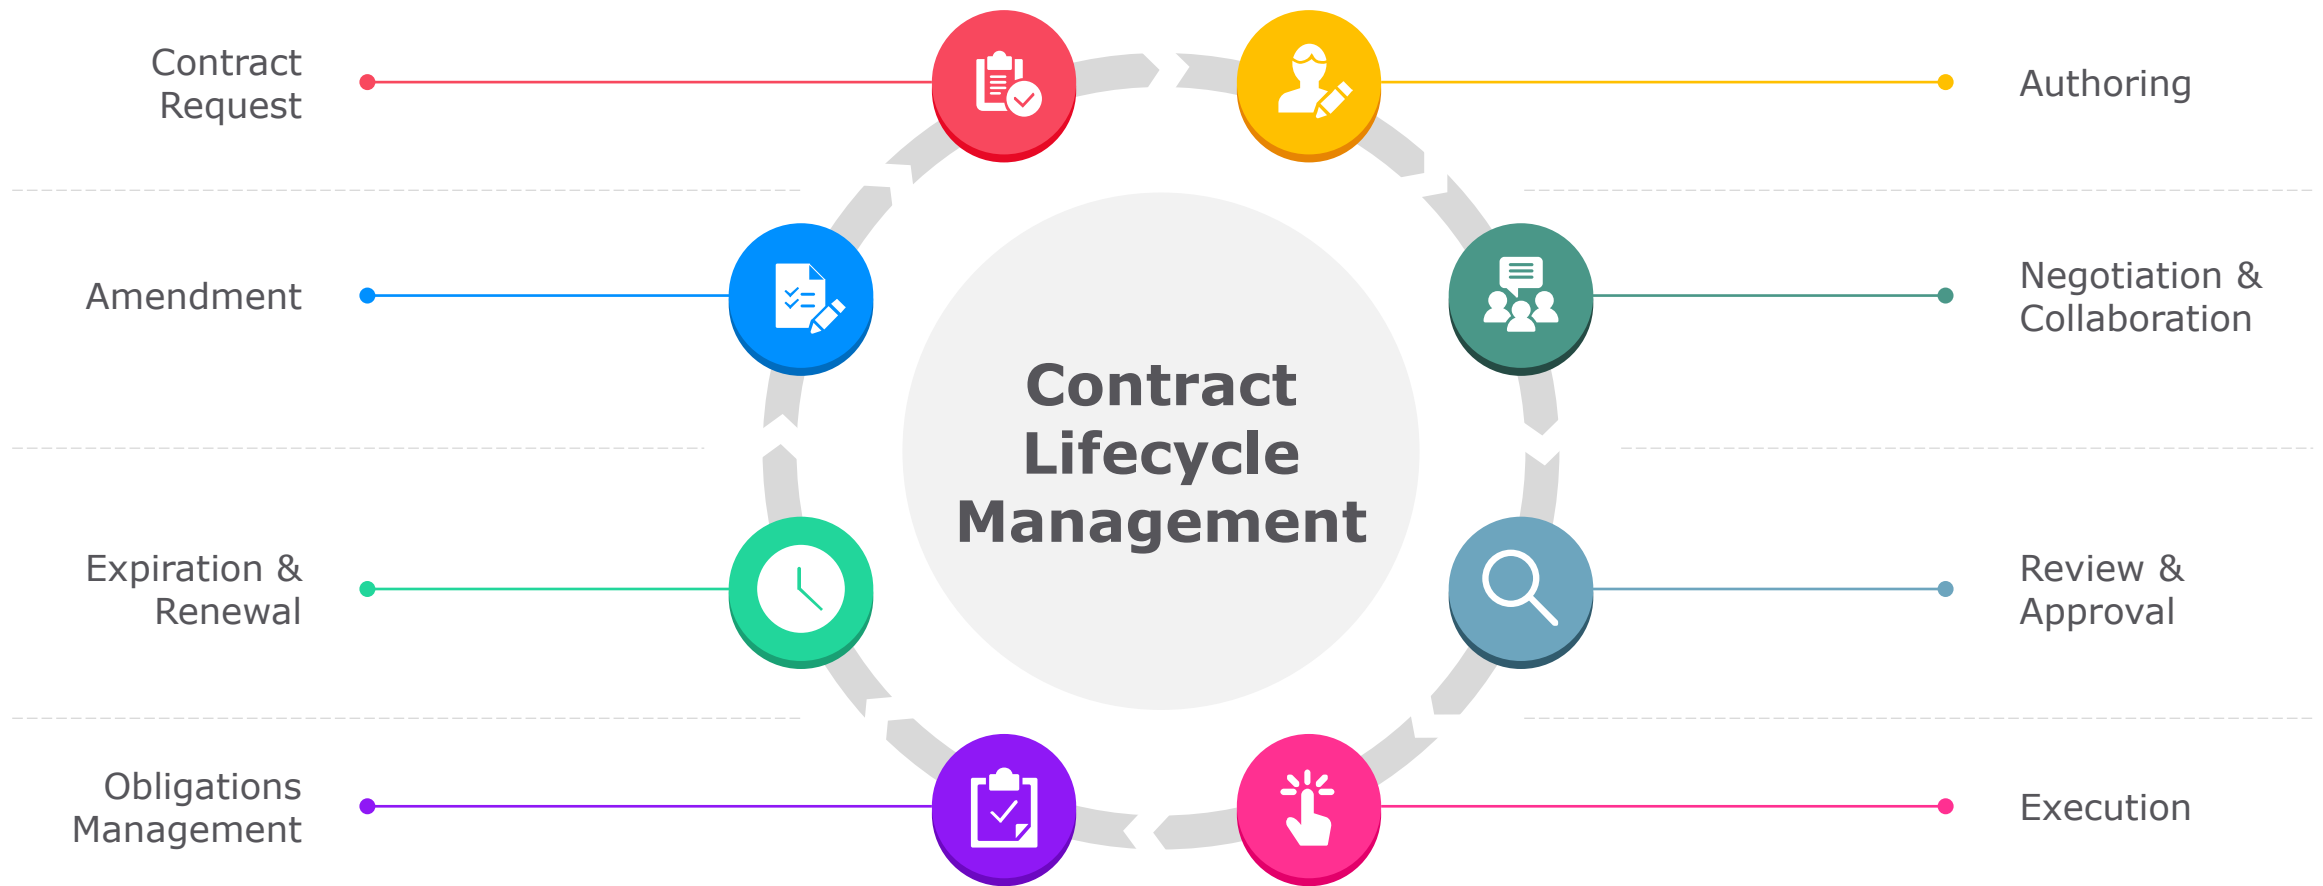 Contract
Request
Authoring
Amendment
Negotiation &
Collaboration
Contract
Lifecycle
Management
Expiration &
Renewal
Review &
Approval
Obligations
Management
Execution